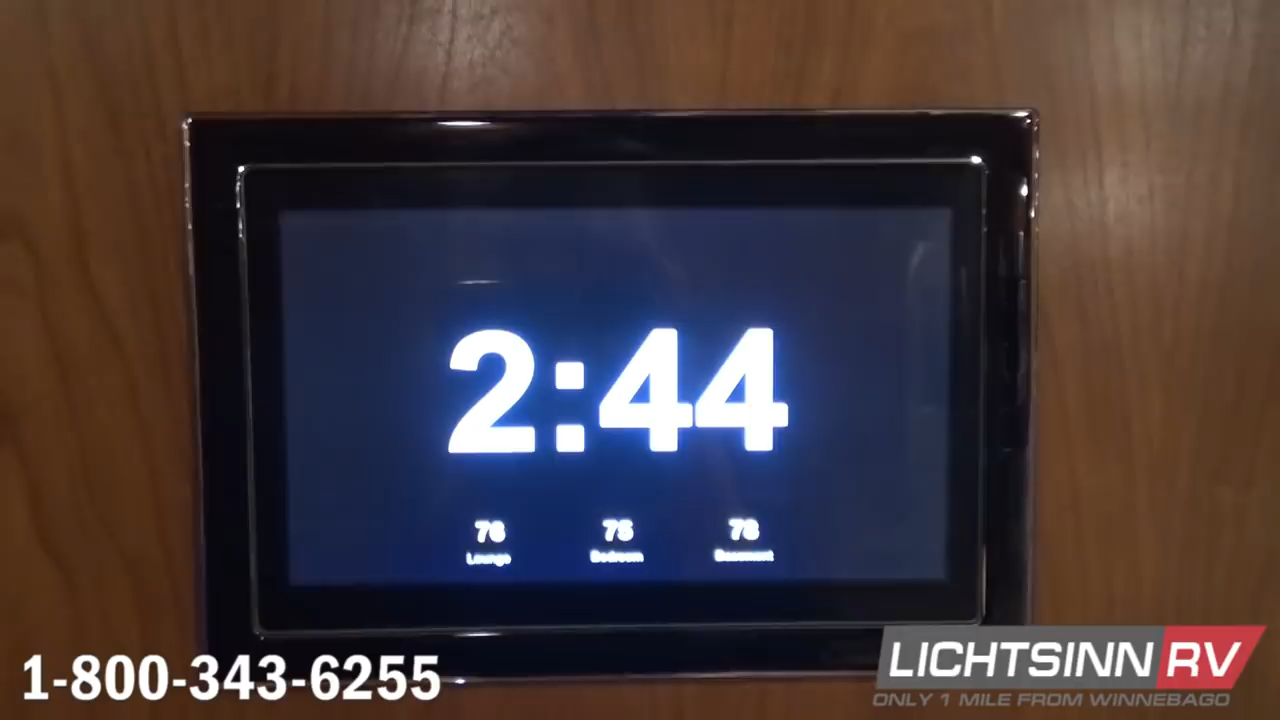 2:44
76 75 78
Lounge Bedroom Basement
1-800-343-6255
LICHTSINN RV
ONLY 1 MILE FROM WINNEBAGO